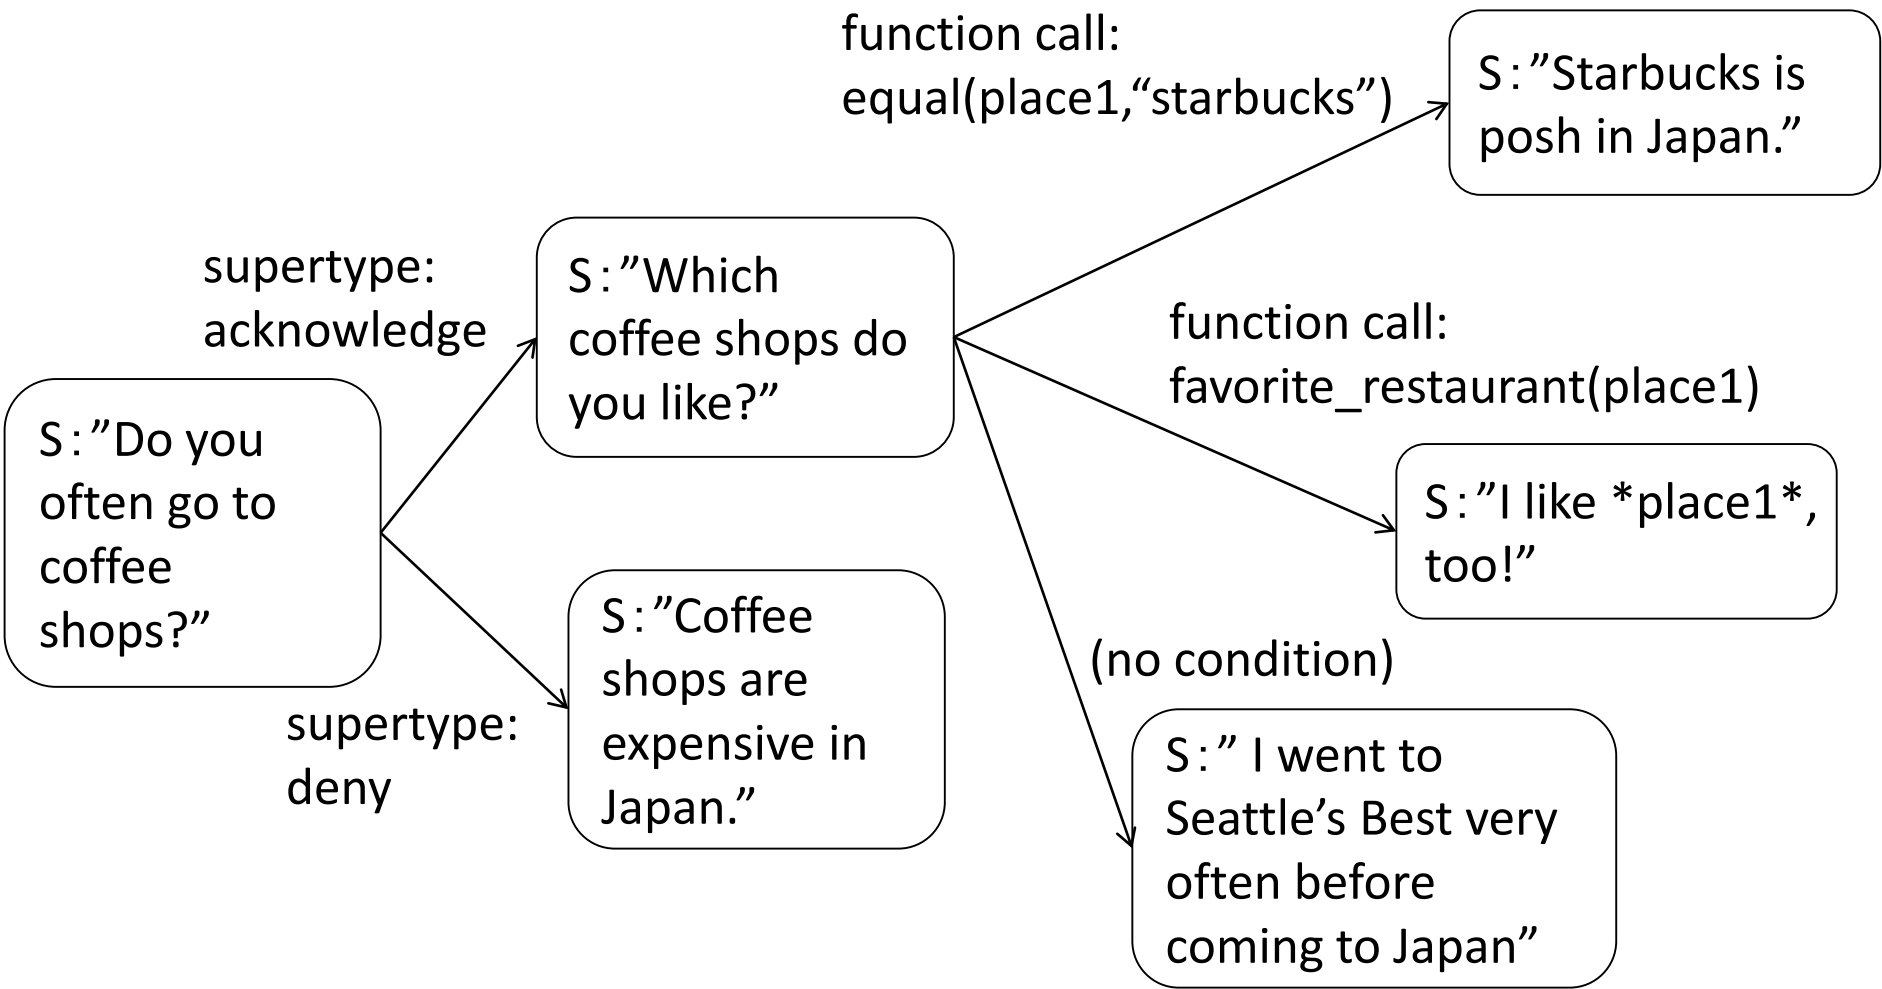 function call:
equal(place1,“starbucks”)
S:”Starbucks is
posh in Japan.”
supertype:
acknowledge
S:”Which
coffee shops do
you like?”
function call:
favorite_restaurant(place1)
S:”Do you
often go to
coffee
shops?”
S:”I like *place1*,
too!”
supertype:
deny
S:”Coffee
shops are
expensive in
Japan.”
(no condition)
S:” I went to
Seattle’s Best very
often before
coming to Japan”